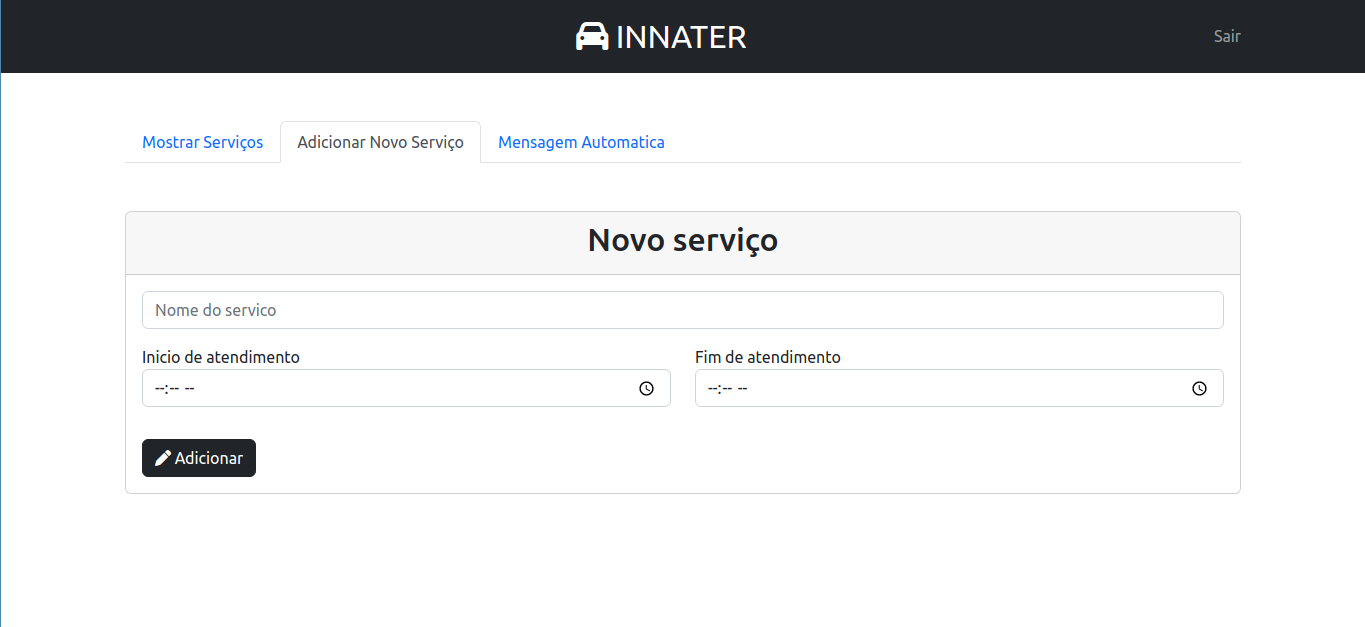 INNATER
Sair
Mostrar Serviços
Adicionar Novo Serviço
Mensagem Automatica
Novo serviço
Nome do servico
Inicio de atendimento
Fim de atendimento
--:-- --
--:-- --
Adicionar